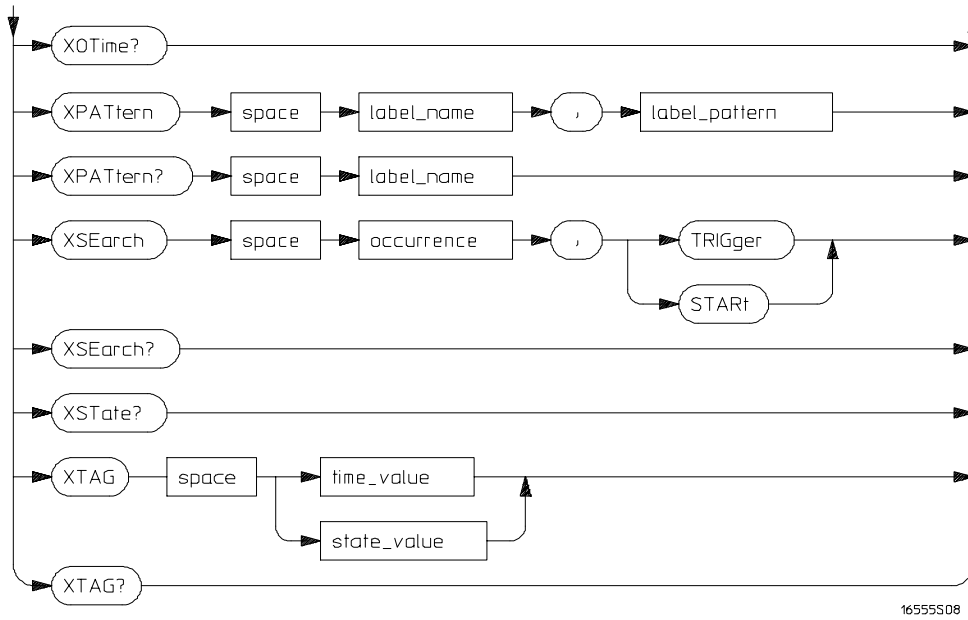 XOTime?
XPATtern space label_name , label_pattern
XPATtern? space label_name
XSEarch space occurrence , TRIGger
STARt
XSEarch?
XSTate?
XTAG space time_value
state_value
XTAG?
16555S08